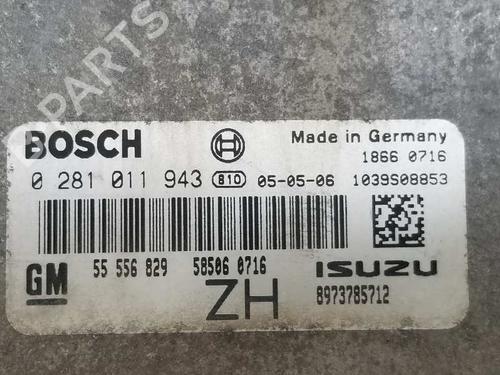 PARTS
BOSCH
Made in Germany
1866 0716
0 281 011 943 810 05-05-06 1039S08853
GM 55 556 829 58506 0716 ISUZU
ZH 8973785712